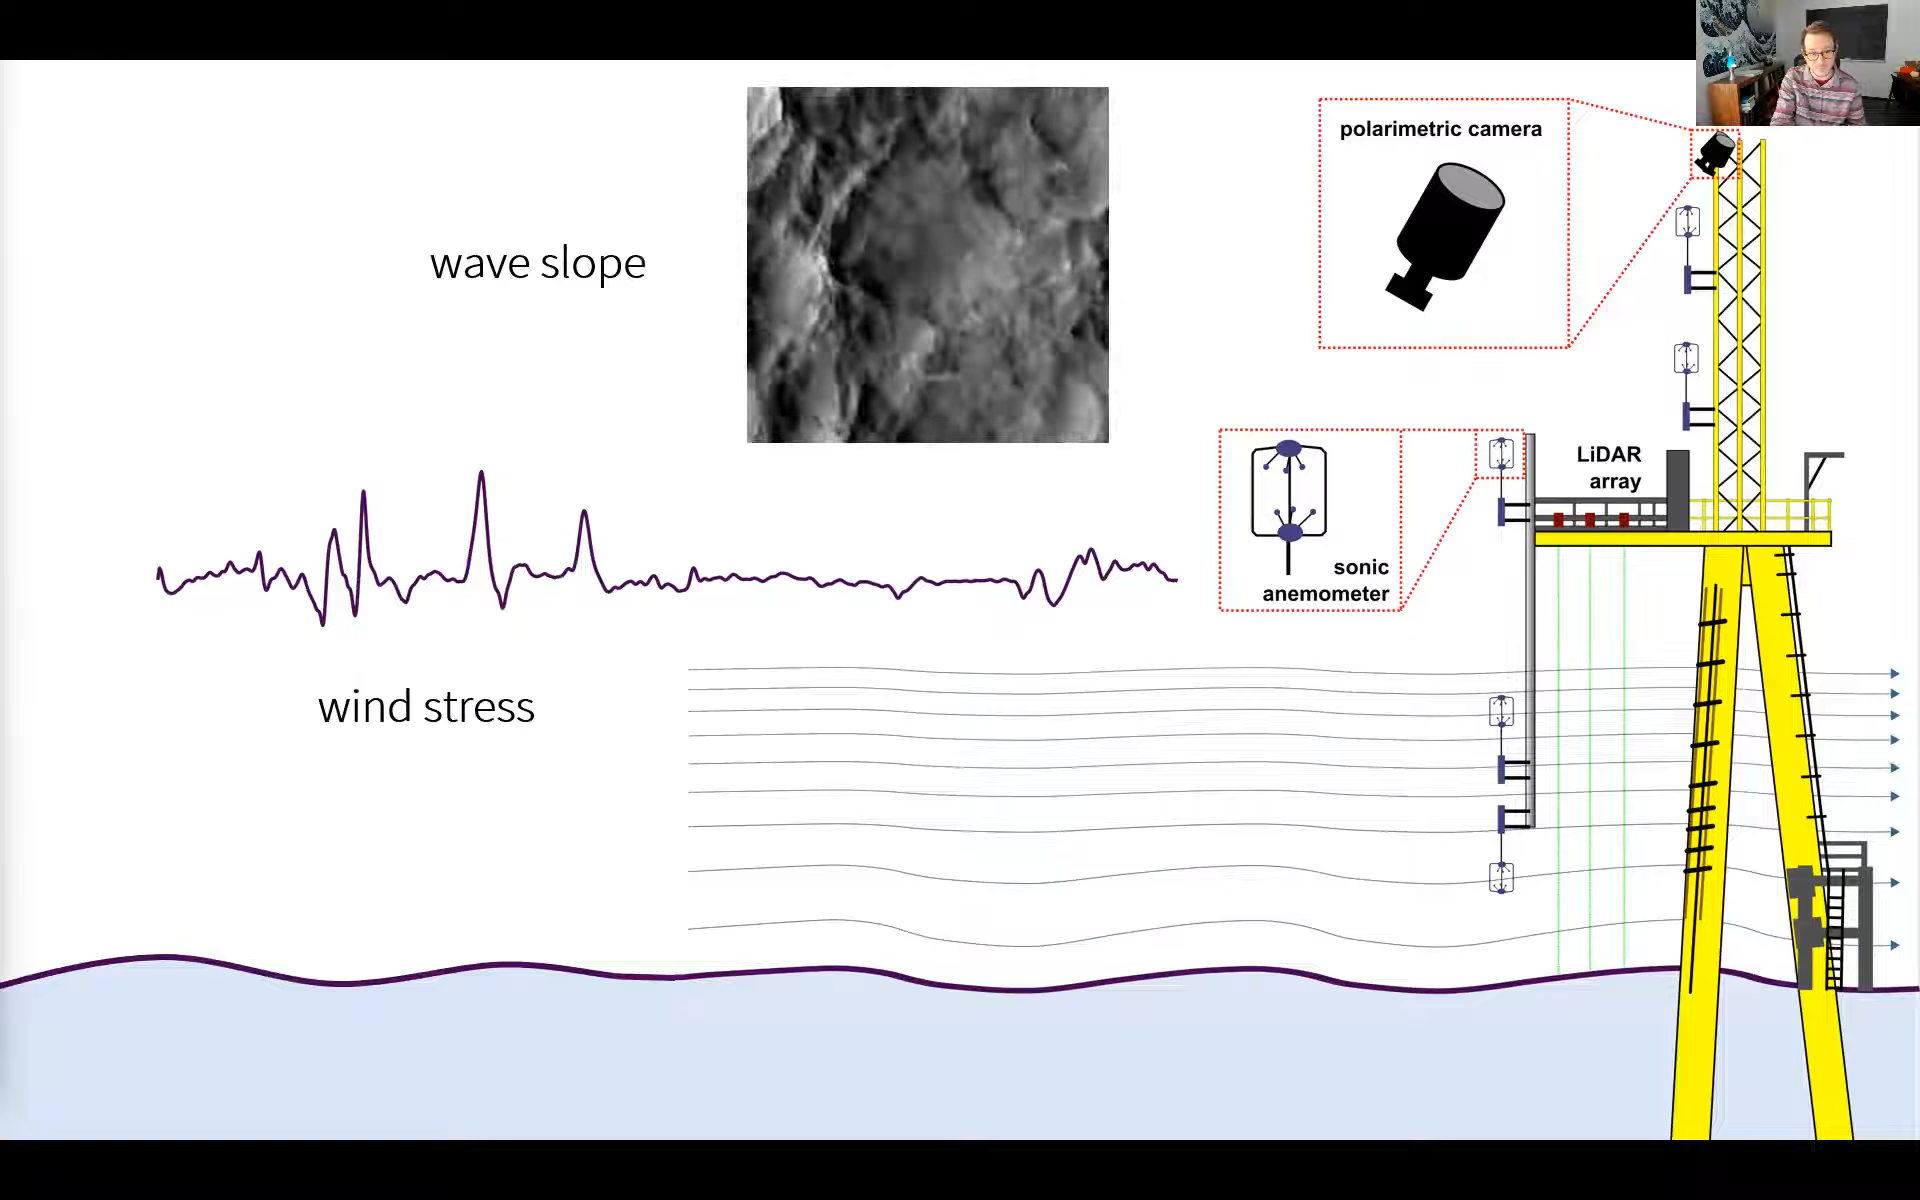 polarimetric camera
wave slope
LiDAR
array
sonic
anemometer
wind stress